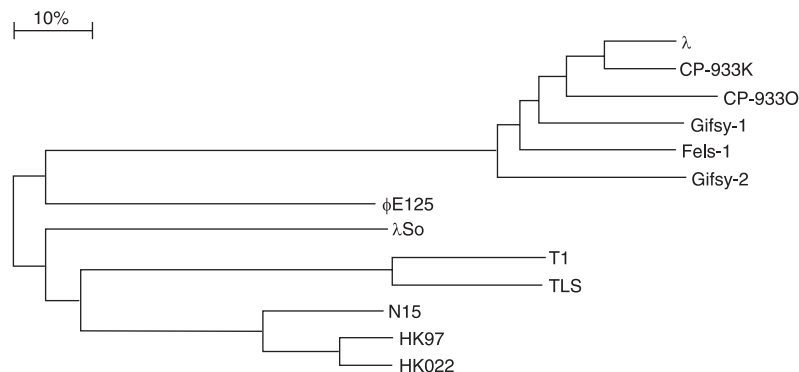 10%
λ
CP-933K
CP-933O
Gifsy-1
Fels-1
Gifsy-2
ϕE125
λSo
T1
TLS
N15
HK97
HK022